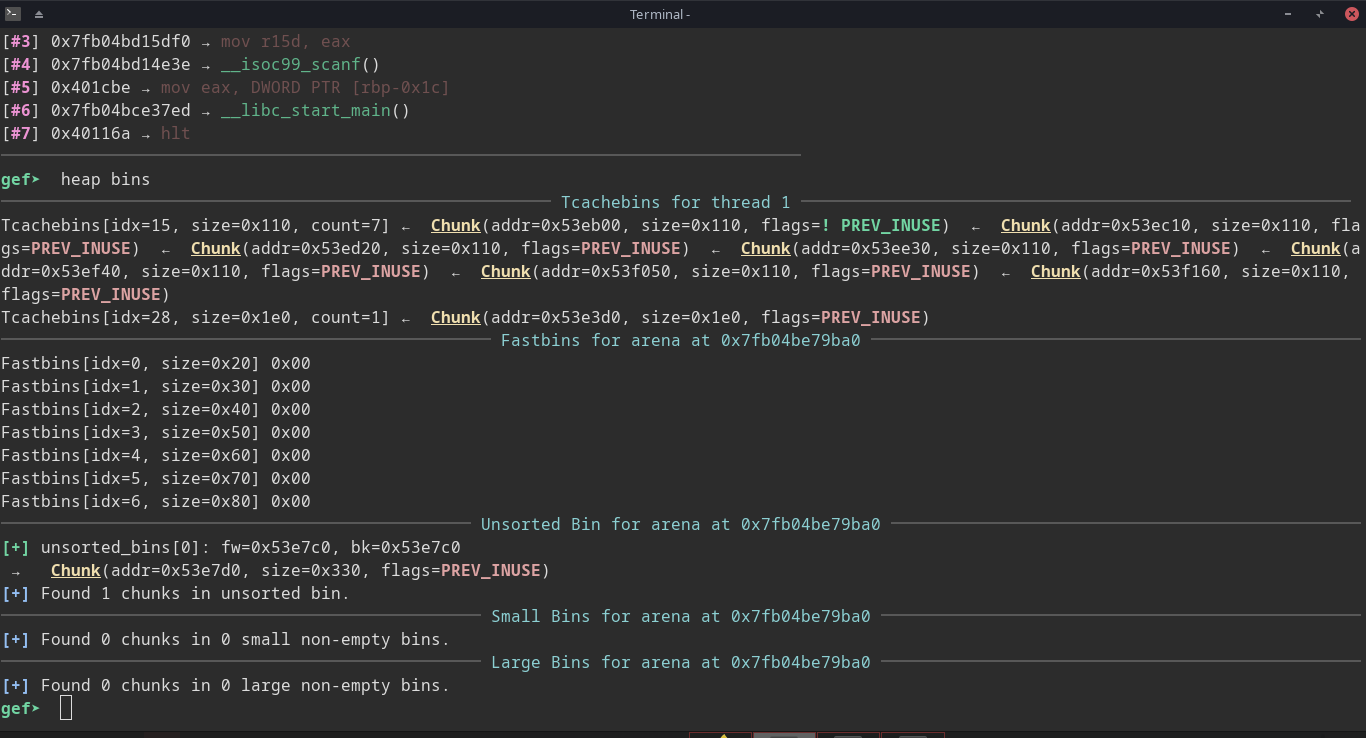 Terminal -
[#3] 0x7fb04bd15df0 → mov r15d, eax
[#4] 0x7fb04bd14e3e → __isoc99_scanf()
[#5] 0x401cbe → mov eax, DWORD PTR [rbp-0x1c]
[#6] 0x7fb04bce37ed → __libc_start_main()
[#7] 0x40116a → hlt
gef➤  heap bins
Tcachebins for thread 1
Tcachebins[idx=15, size=0x110, count=7] ←  Chunk(addr=0x53eb00, size=0x110, flags=! PREV_INUSE)  ←  Chunk(addr=0x53ec10, size=0x110, fla
gs=PREV_INUSE)  ←  Chunk(addr=0x53ed20, size=0x110, flags=PREV_INUSE)  ←  Chunk(addr=0x53ee30, size=0x110, flags=PREV_INUSE)  ←  Chunk(a
ddr=0x53ef40, size=0x110, flags=PREV_INUSE)  ←  Chunk(addr=0x53f050, size=0x110, flags=PREV_INUSE)  ←  Chunk(addr=0x53f160, size=0x110,
flags=PREV_INUSE)
Tcachebins[idx=28, size=0x1e0, count=1] ←  Chunk(addr=0x53e3d0, size=0x1e0, flags=PREV_INUSE)
Fastbins for arena at 0x7fb04be79ba0
Fastbins[idx=0, size=0x20] 0x00
Fastbins[idx=1, size=0x30] 0x00
Fastbins[idx=2, size=0x40] 0x00
Fastbins[idx=3, size=0x50] 0x00
Fastbins[idx=4, size=0x60] 0x00
Fastbins[idx=5, size=0x70] 0x00
Fastbins[idx=6, size=0x80] 0x00
Unsorted Bin for arena at 0x7fb04be79ba0
[+] unsorted_bins[0]: fw=0x53e7c0, bk=0x53e7c0
→   Chunk(addr=0x53e7d0, size=0x330, flags=PREV_INUSE)
[+] Found 1 chunks in unsorted bin.
Small Bins for arena at 0x7fb04be79ba0
[+] Found 0 chunks in 0 small non-empty bins.
Large Bins for arena at 0x7fb04be79ba0
[+] Found 0 chunks in 0 large non-empty bins.
gef➤